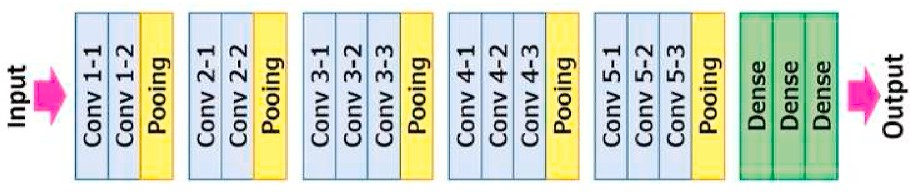 Input
Conv 1-1
Conv 1-2
Pooing
Conv 2-1
Conv 2-2
Pooing
Conv 3-1
Conv 3-2
Conv 3-3
Pooing
Conv 4-1
Conv 4-2
Conv 4-3
Pooing
Conv 5-1
Conv 5-2
Conv 5-3
Pooing
Dense
Dense
Dense
Output